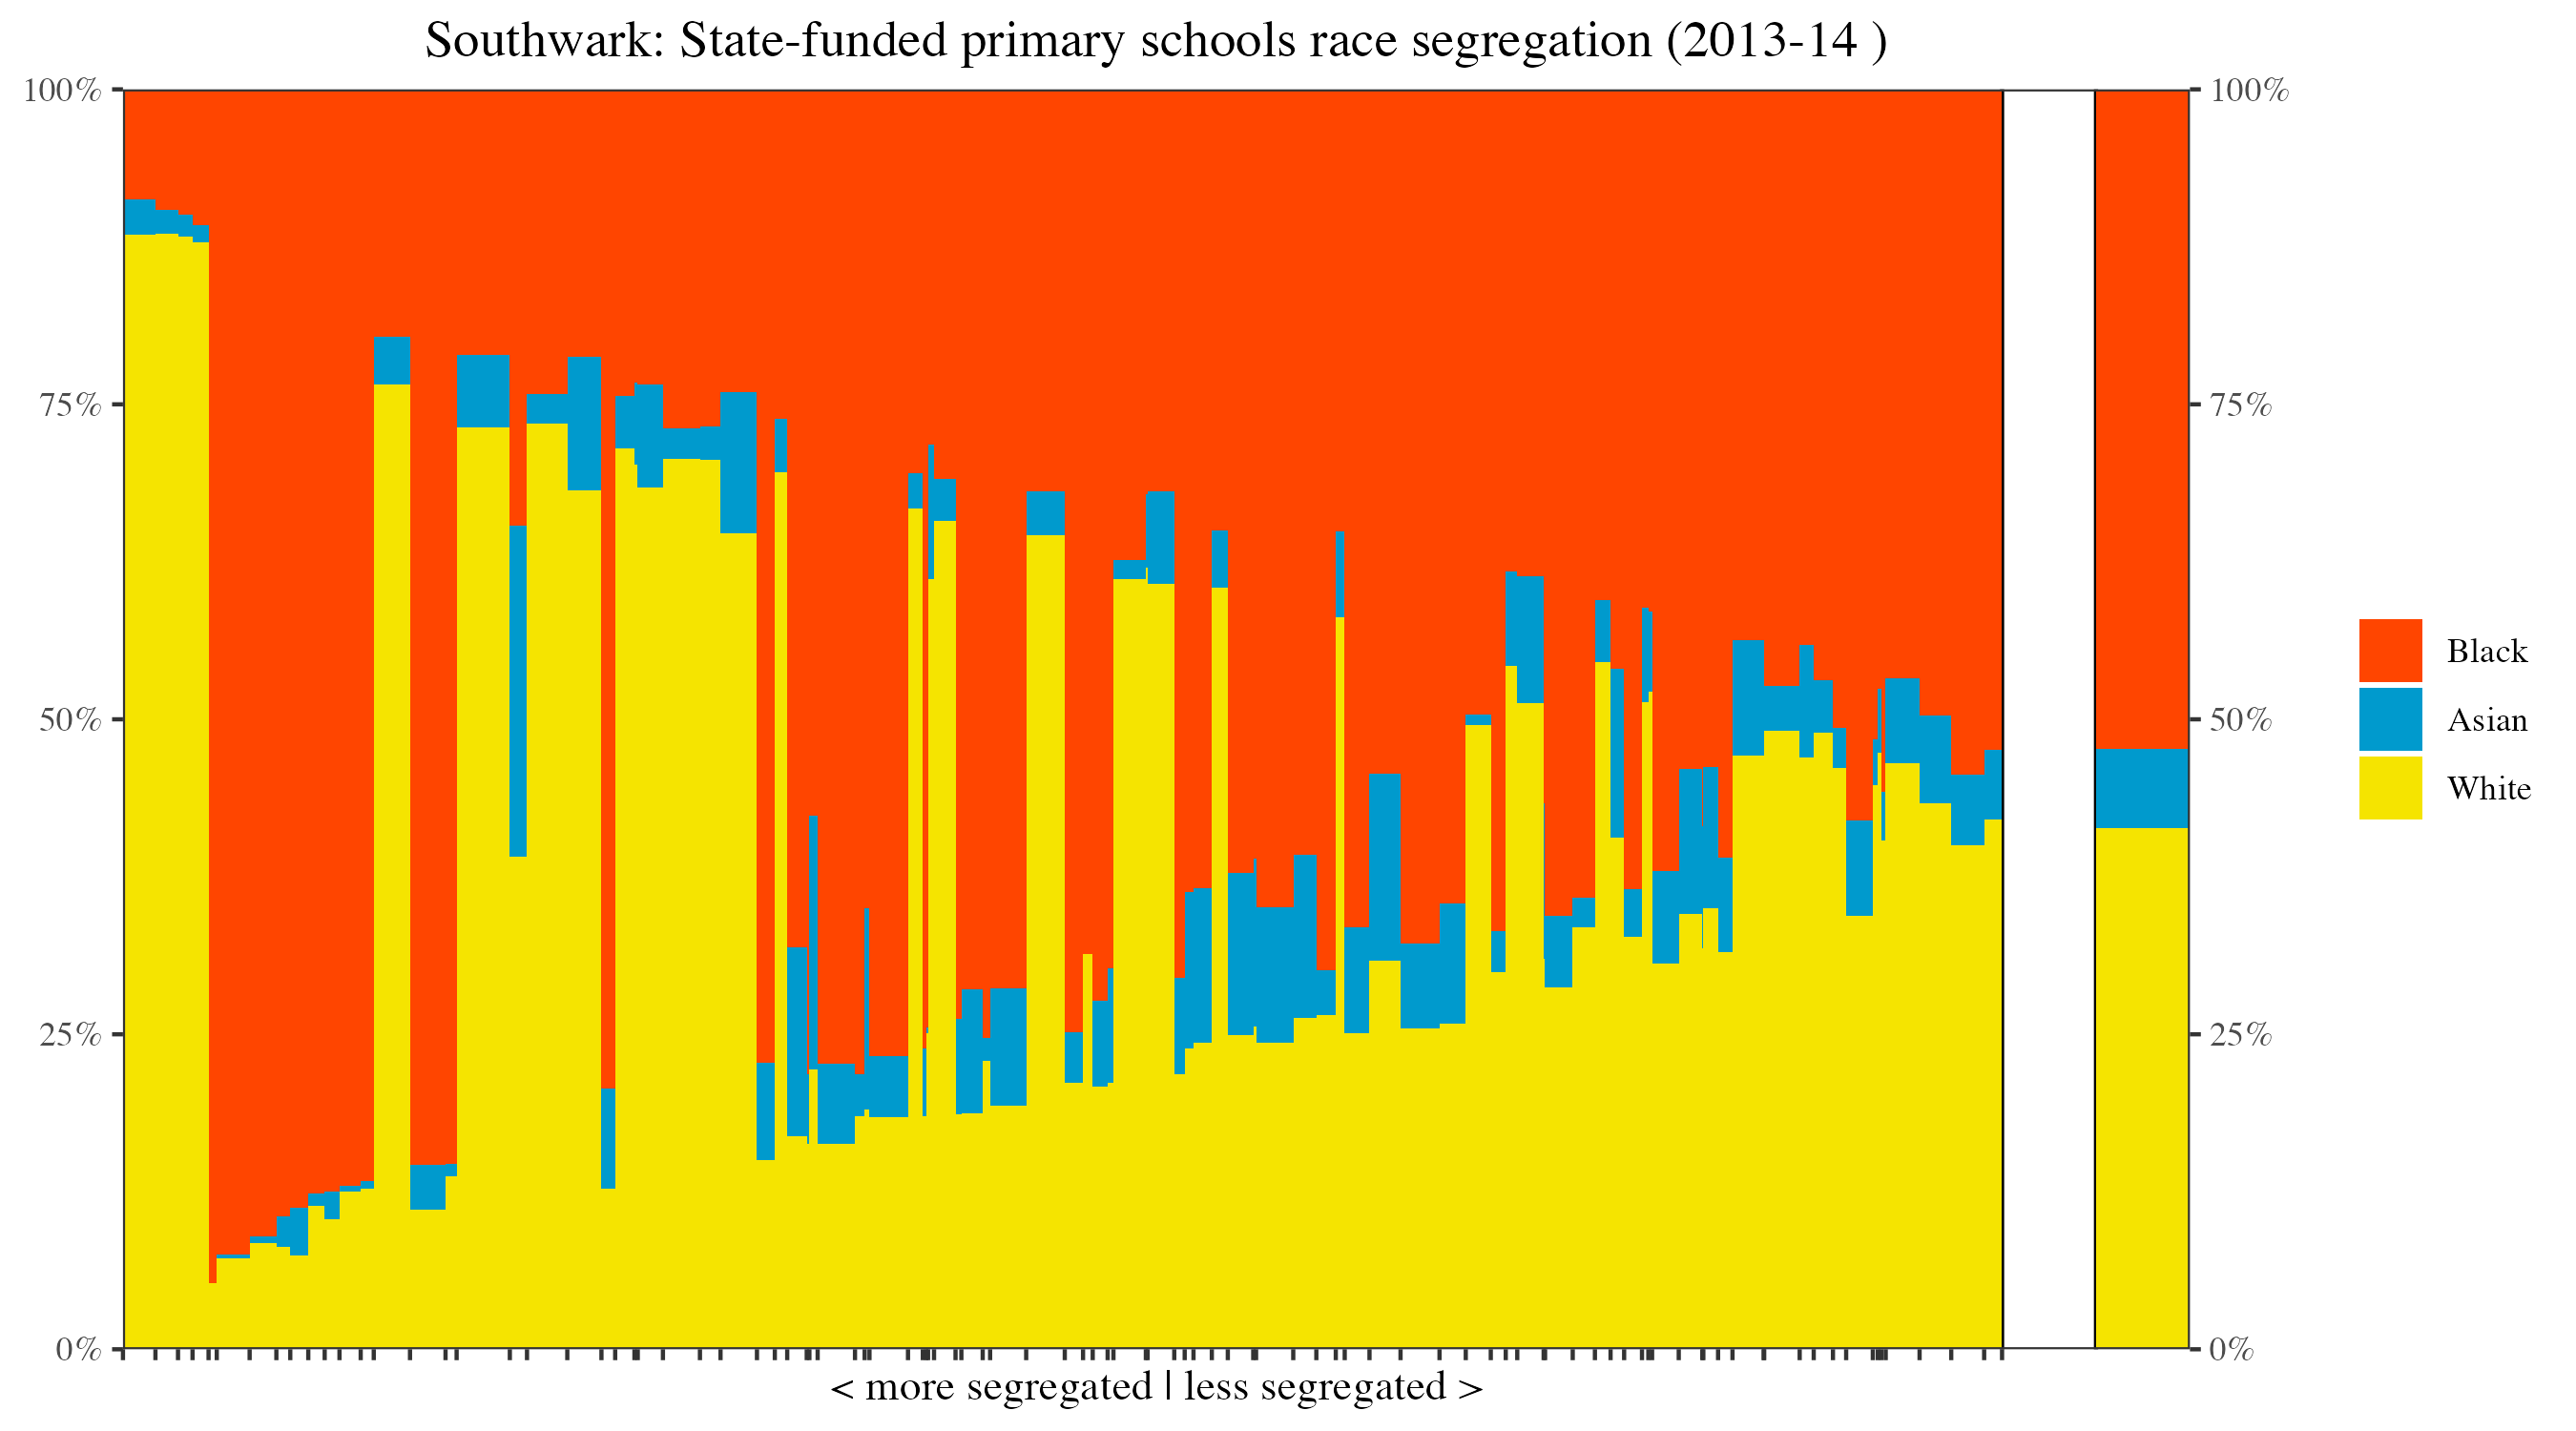 Southwark: State-funded primary schools race segregation (2013-14 )
100%
75%
50%
25%
0%
100%
75%
50%
25%
0%
Black
Asian
White
< more segregated | less segregated >